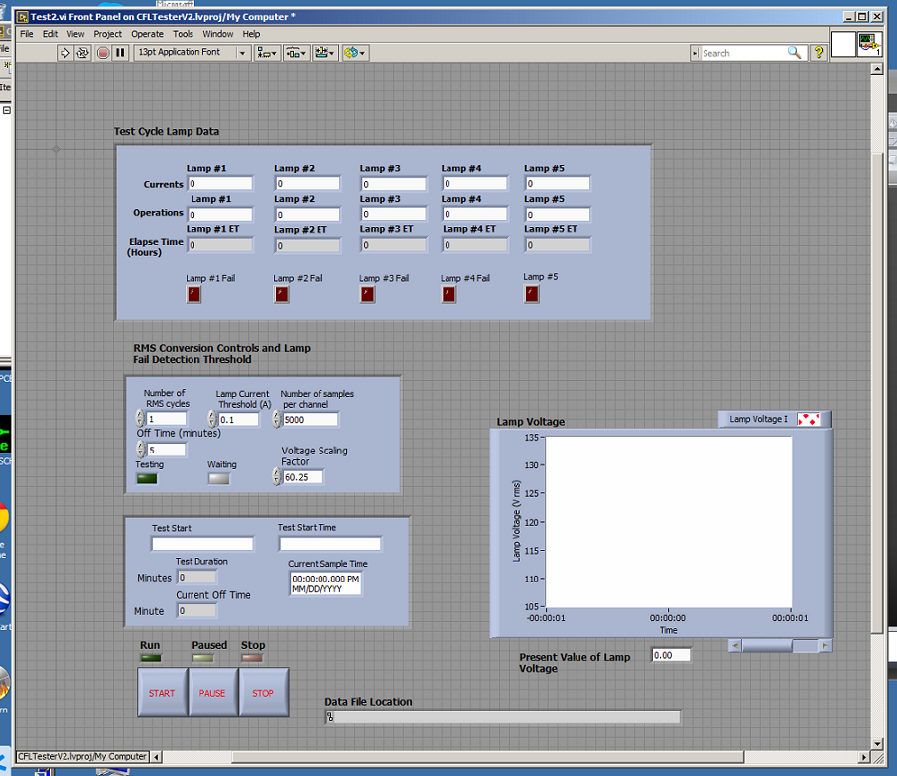 Microsoft
Test2.vi Front Panel on CFLTesterV2.lvproj/My Computer *
File Edit View Project Operate Tools Window Help
13pt Application Font
Search
?
1
Test Cycle Lamp Data
Lamp #1 Lamp #2 Lamp #3 Lamp #4 Lamp #5
Currents 0 0 0 0 0
Lamp #1 Lamp #2 Lamp #3 Lamp #4 Lamp #5
Operations 0 0 0 0 0
Lamp #1 ET Lamp #2 ET Lamp #3 ET Lamp #4 ET Lamp #5 ET
Elapse Time 0 0 0 0 0
(Hours)
Lamp #1 Fail Lamp #2 Fail Lamp #3 Fail Lamp #4 Fail Lamp #5
RMS Conversion Controls and Lamp
Fail Detection Threshold
Number of
RMS cycles
1
Lamp Current
Threshold (A)
0.1
Number of samples
per channel
5000
Off Time (mnutes)
5
Testing
Waiting
Voltage Scaling
Factor
60.25
Test Start
Test Start Time
Test Duration
Minutes 0
Current Sample Time
00:00:00.000 PM
MM/DD/YYYY
Current Off Time
Minute 0
Run Paused Stop
START PAUSE STOP
Lamp Voltage
Lamp Voltage I
Lamp Voltage (V rms)
135
130
125
120
115
110
105
-00:00:01 00:00:00 00:00:01
Time
Present Value of Lamp
Voltage
0.00
Data File Location
CFLTesterV2.lvproj/My Computer